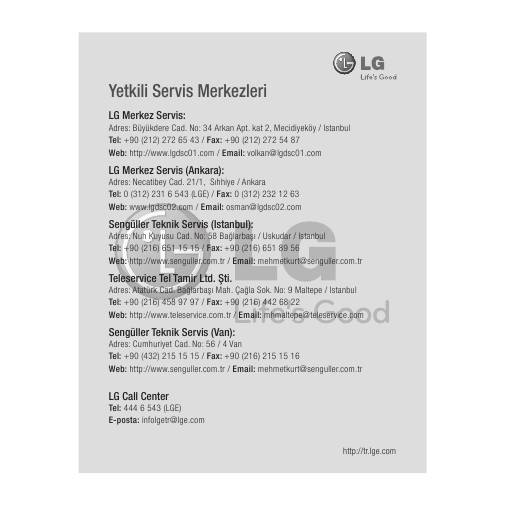 LG
Life's Good
Yetkili Servis Merkezleri
LG Merkez Servis:
Adres: Büyükdere Cad. No: 34 Arkan Apt. kat 2, Mecidiyeköy / Istanbul
Tel: +90 (212) 272 65 43 / Fax: +90 (212) 272 54 87
Web: http://www.lgdsc01.com / Email: volkan@lgdsc01.com
LG Merkez Servis (Ankara):
Adres: Necatibey Cad. 21/1, Sıhhiye / Ankara
Tel: 0 (312) 231 6 543 (LGE) / Fax: 0 (312) 232 12 63
Web: www.lgdsc02.com / Email: osman@lgdsc02.com
Sengüller Teknik Servis (Istanbul):
Adres: Nuh Kuyusu Cad. No: 58 Bağlarbaşı / Uskudar / Istanbul
Tel: +90 (216) 651 15 15 / Fax: +90 (216) 651 89 56
Web: http://www.senguller.com.tr / Email: mehmetkurt@senguller.com.tr
Teleservice Tel Tamir Ltd. Şti.
Adres: Atatürk Cad. Bağlarbaşı Mah. Çağla Sok. No: 9 Maltepe / Istanbul
Tel: +90 (216) 458 97 97 / Fax: +90 (216) 442 68 22
Web: http://www.teleservice.com.tr / Email: mhmaltepe@teleservice.com
Sengüller Teknik Servis (Van):
Adres: Cumhuriyet Cad. No: 56 / 4 Van
Tel: +90 (432) 215 15 15 / Fax: +90 (216) 215 15 16
Web: http://www.senguller.com.tr / Email: mehmetkurt@senguller.com.tr
LG Call Center
Tel: 444 6 543 (LGE)
E-posta: infolgetr@lge.com
http://tr.lge.com
LG
Life's Good